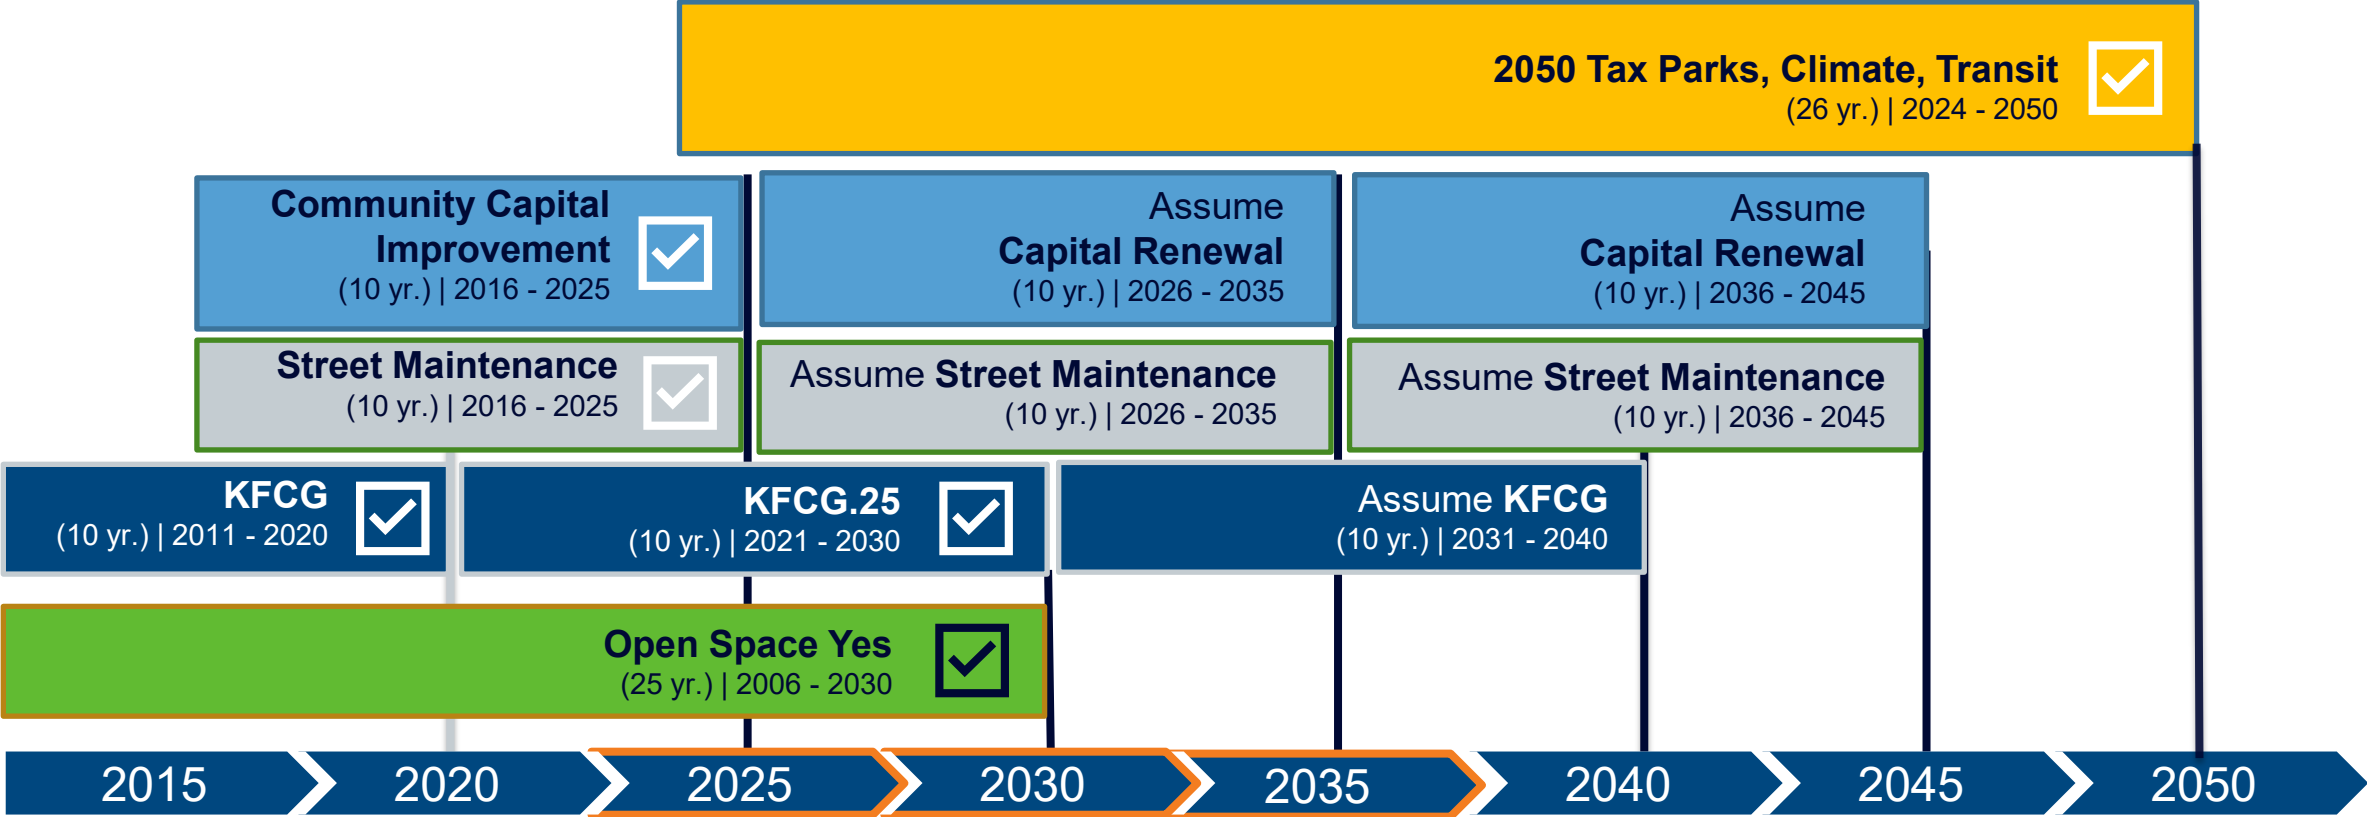 2050 Tax Parks, Climate, Transit
(26 yr.) | 2024 - 2050
Community Capital
Improvement
(10 yr.) | 2016 - 2025
Assume
Capital Renewal
(10 yr.) | 2026 - 2035
Assume
Capital Renewal
(10 yr.) | 2036 - 2045
Street Maintenance
(10 yr.) | 2016 - 2025
Assume Street Maintenance
(10 yr.) | 2026 - 2035
Assume Street Maintenance
(10 yr.) | 2036 - 2045
KFCG
(10 yr.) | 2011 - 2020
KFCG.25
(10 yr.) | 2021 - 2030
Assume KFCG
(10 yr.) | 2031 - 2040
Open Space Yes
(25 yr.) | 2006 - 2030
2015
2020
2025
2030
2035
2040
2045
2050